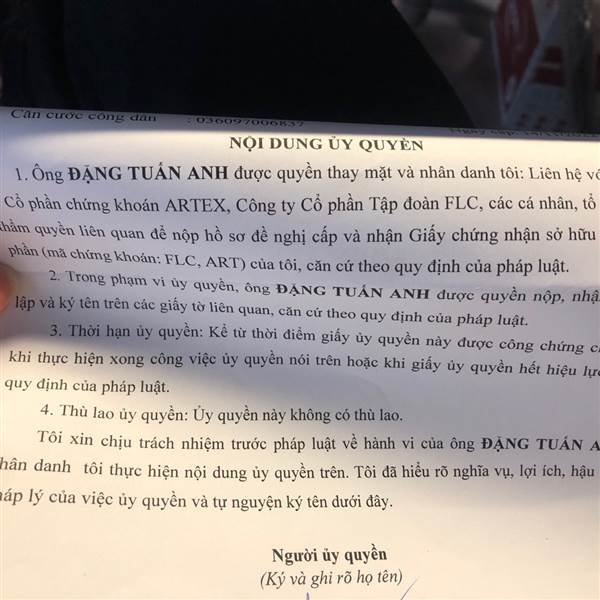 Căn cước công dân : 036097006837
NỘI DUNG ỦY QUYỀN
1. Ông ĐẶNG TUẤN ANH được quyền thay mặt và nhân danh tôi: Liên hệ vớ
Cổ phần chứng khoán ARTEX, Công ty Cổ phần Tập đoàn FLC, các cá nhân, tổ
thẩm quyền liên quan để nộp hồ sơ đề nghị cấp và nhận Giấy chứng nhận sở hữu
phần (mã chứng khoán: FLC, ART) của tôi, căn cứ theo quy định của pháp luật.
2. Trong phạm vi ủy quyền, ông ĐẶNG TUẤN ANH được quyền nộp, nhậ
lập và ký tên trên các giấy tờ liên quan, căn cứ theo quy định của pháp luật.
3. Thời hạn ủy quyền: Kể từ thời điểm giấy ủy quyền này được công chứng c
khi thực hiện xong công việc ủy quyền nói trên hoặc khi giấy ủy quyền hết hiệu lực
quy định của pháp luật.
4. Thù lao ủy quyền: Ủy quyền này không có thù lao.
Tôi xin chịu trách nhiệm trước pháp luật về hành vi của ông ĐẶNG TUẤN A
hân danh tôi thực hiện nội dung ủy quyền trên. Tôi đã hiểu rõ nghĩa vụ, lợi ích, hậu
háp lý của việc ủy quyền và tự nguyện ký tên dưới đây.
Người ủy quyền
(Ký và ghi rõ họ tên)